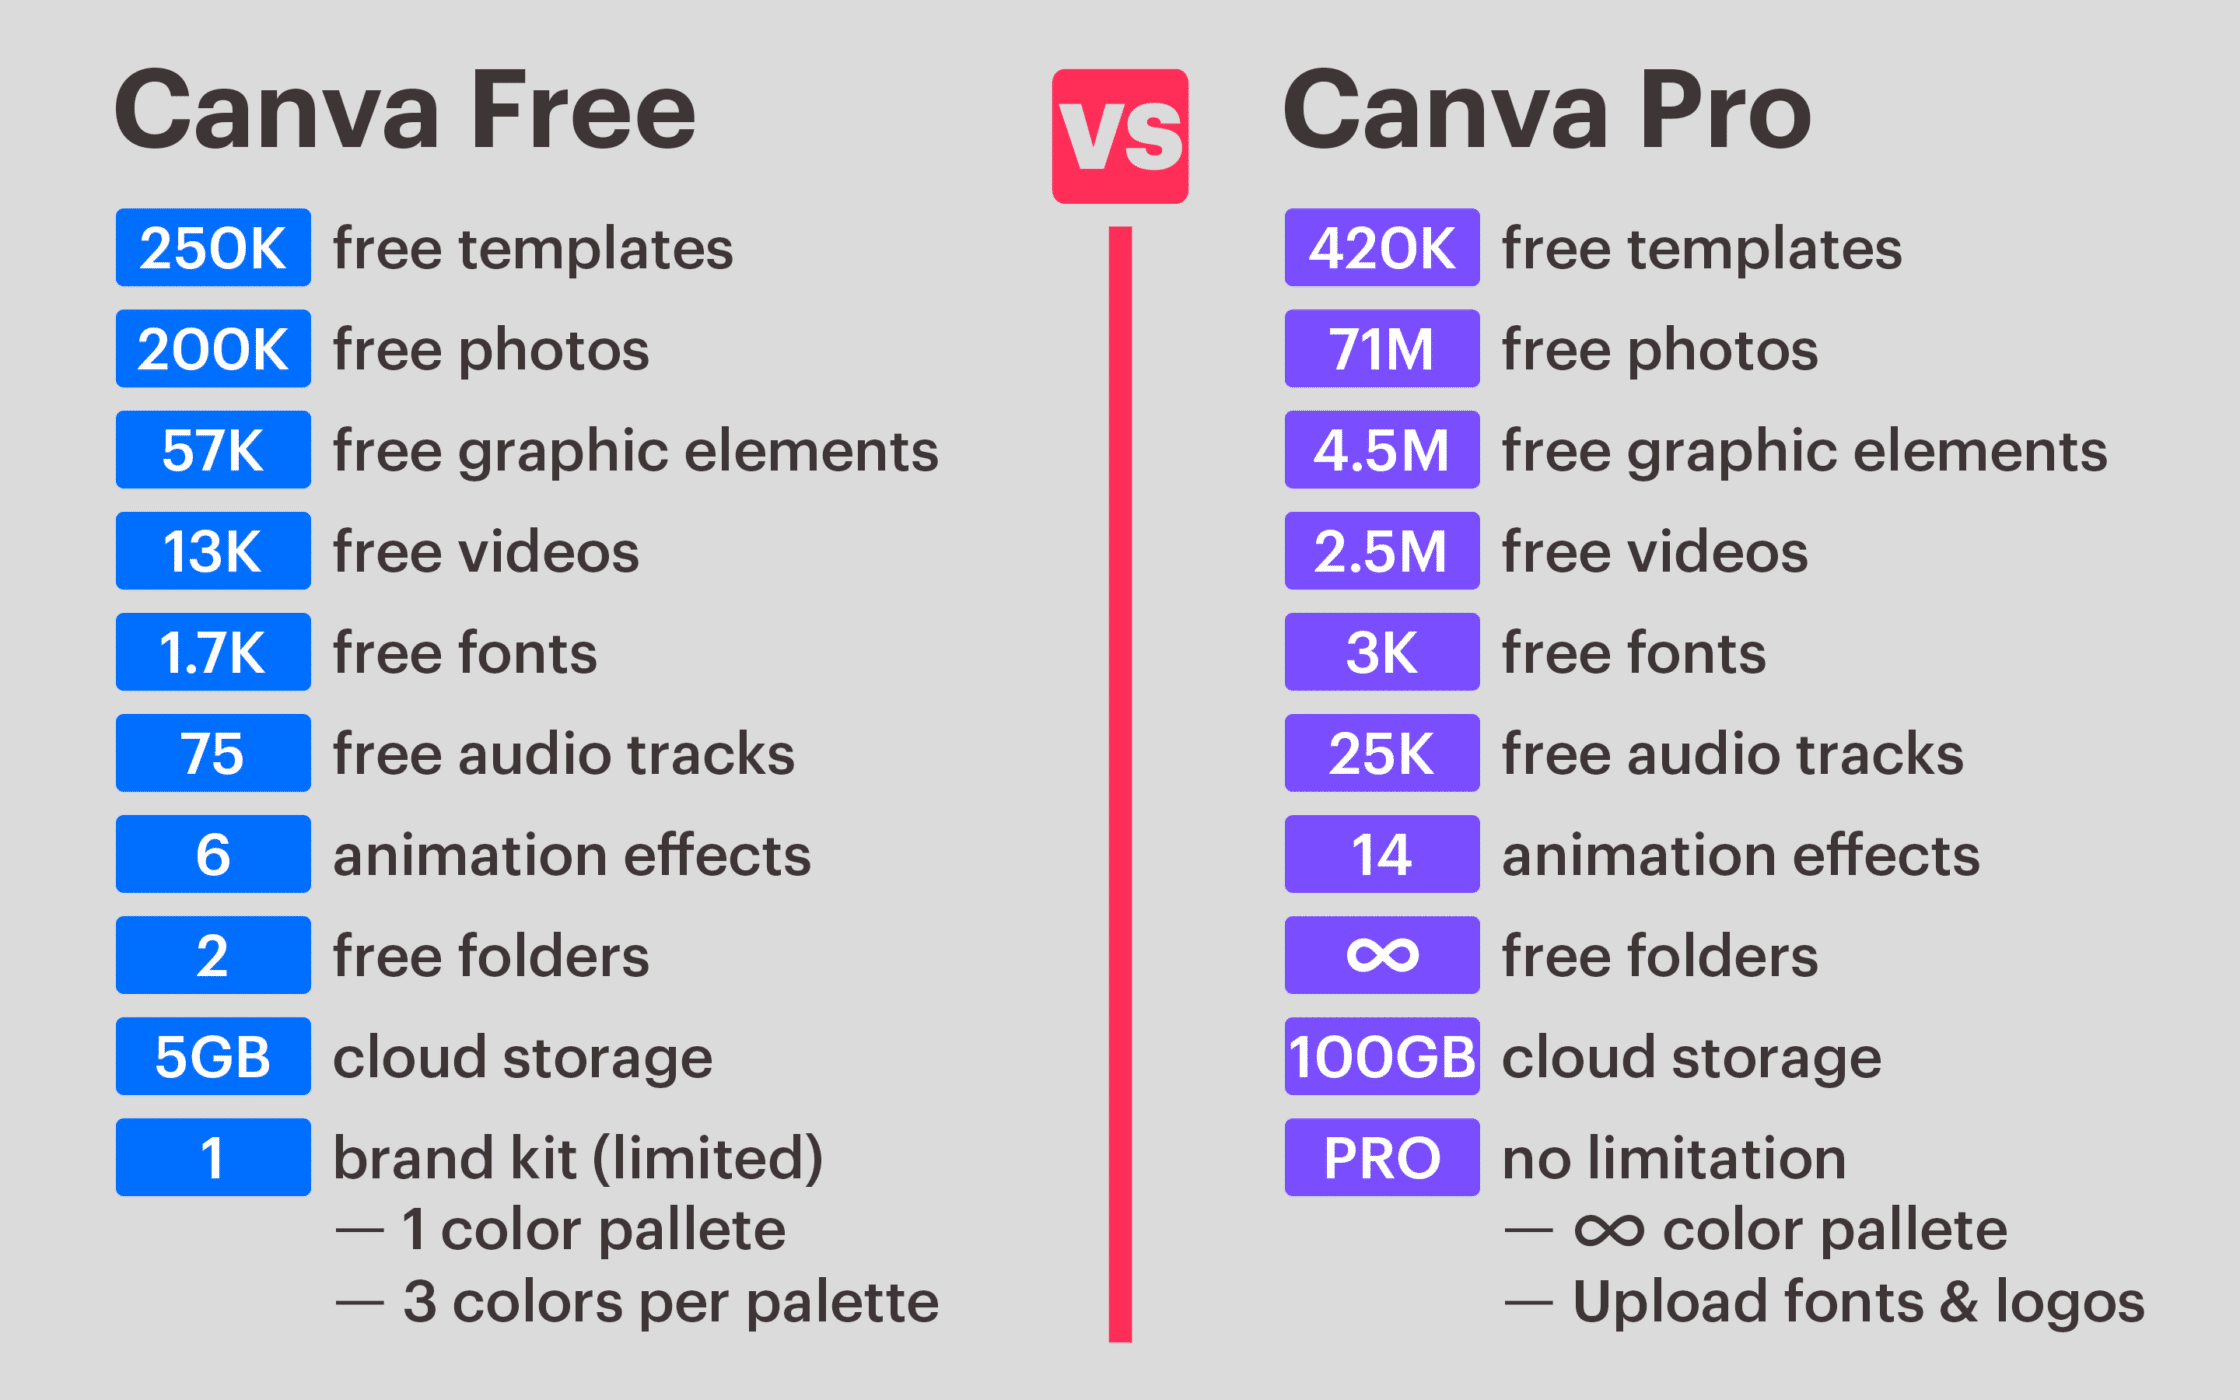 Canva Free
250K free templates
200K free photos
57K free graphic elements
13K free videos
1.7K free fonts
75 free audio tracks
6 animation effects
2 free folders
5GB cloud storage
1 brand kit (limited)
— 1 color pallete
— 3 colors per palette
VS
Canva Pro
420K free templates
71M free photos
4.5M free graphic elements
2.5M free videos
3K free fonts
25K free audio tracks
14 animation effects
∞ free folders
100GB cloud storage
PRO no limitation
— ∞ color pallete
— Upload fonts & logos